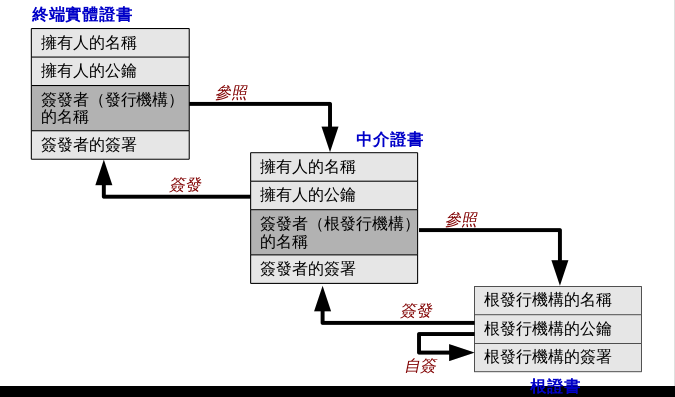 終端實體證書
擁有人的名稱
擁有人的公鑰
簽發者（發行機構）
的名稱
簽發者的簽署
參照
簽發
中介證書
擁有人的名稱
擁有人的公鑰
簽發者（根發行機構）
的名稱
簽發者的簽署
參照
簽發
自簽
根發行機構的名稱
根發行機構的公鑰
根發行機構的簽署
根證書